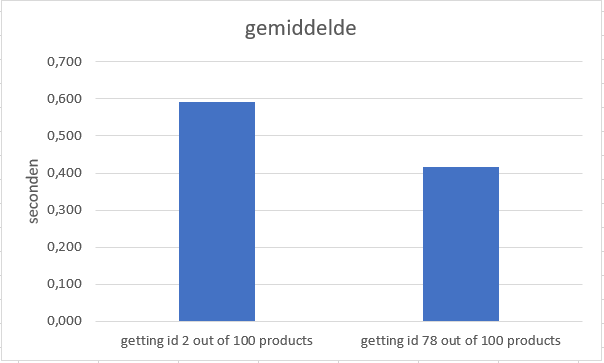 gemiddelde
0,700
0,600
0,500
0,400
0,300
0,200
0,100
0,000
seconden
getting id 2 out of 100 products
getting id 78 out of 100 products